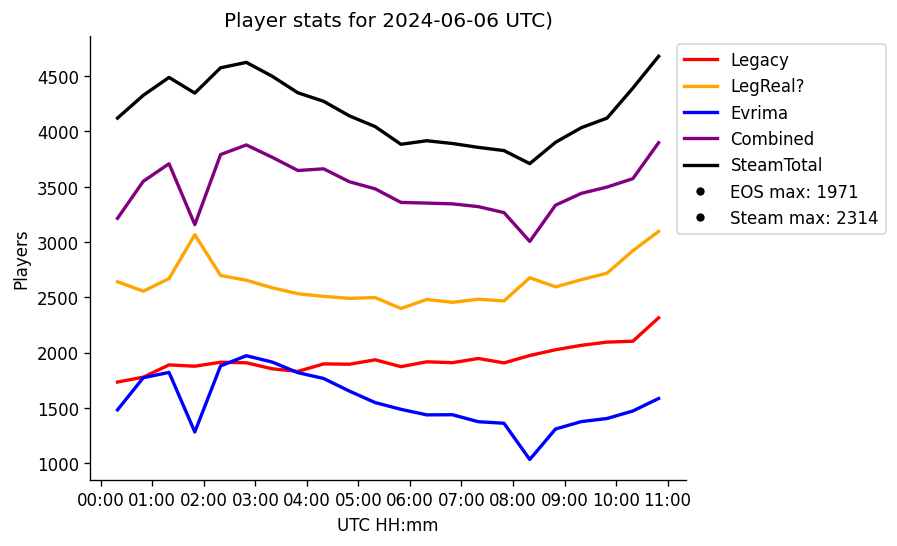 Player stats for 2024-06-06 UTC)
Legacy
LegReal?
Evrima
Combined
SteamTotal
EOS max: 1971
Steam max: 2314
Players
4500
4000
3500
3000
2500
2000
1500
1000
00:00 01:00 02:00 03:00 04:00 05:00 06:00 07:00 08:00 09:00 10:00 11:00
UTC HH:mm